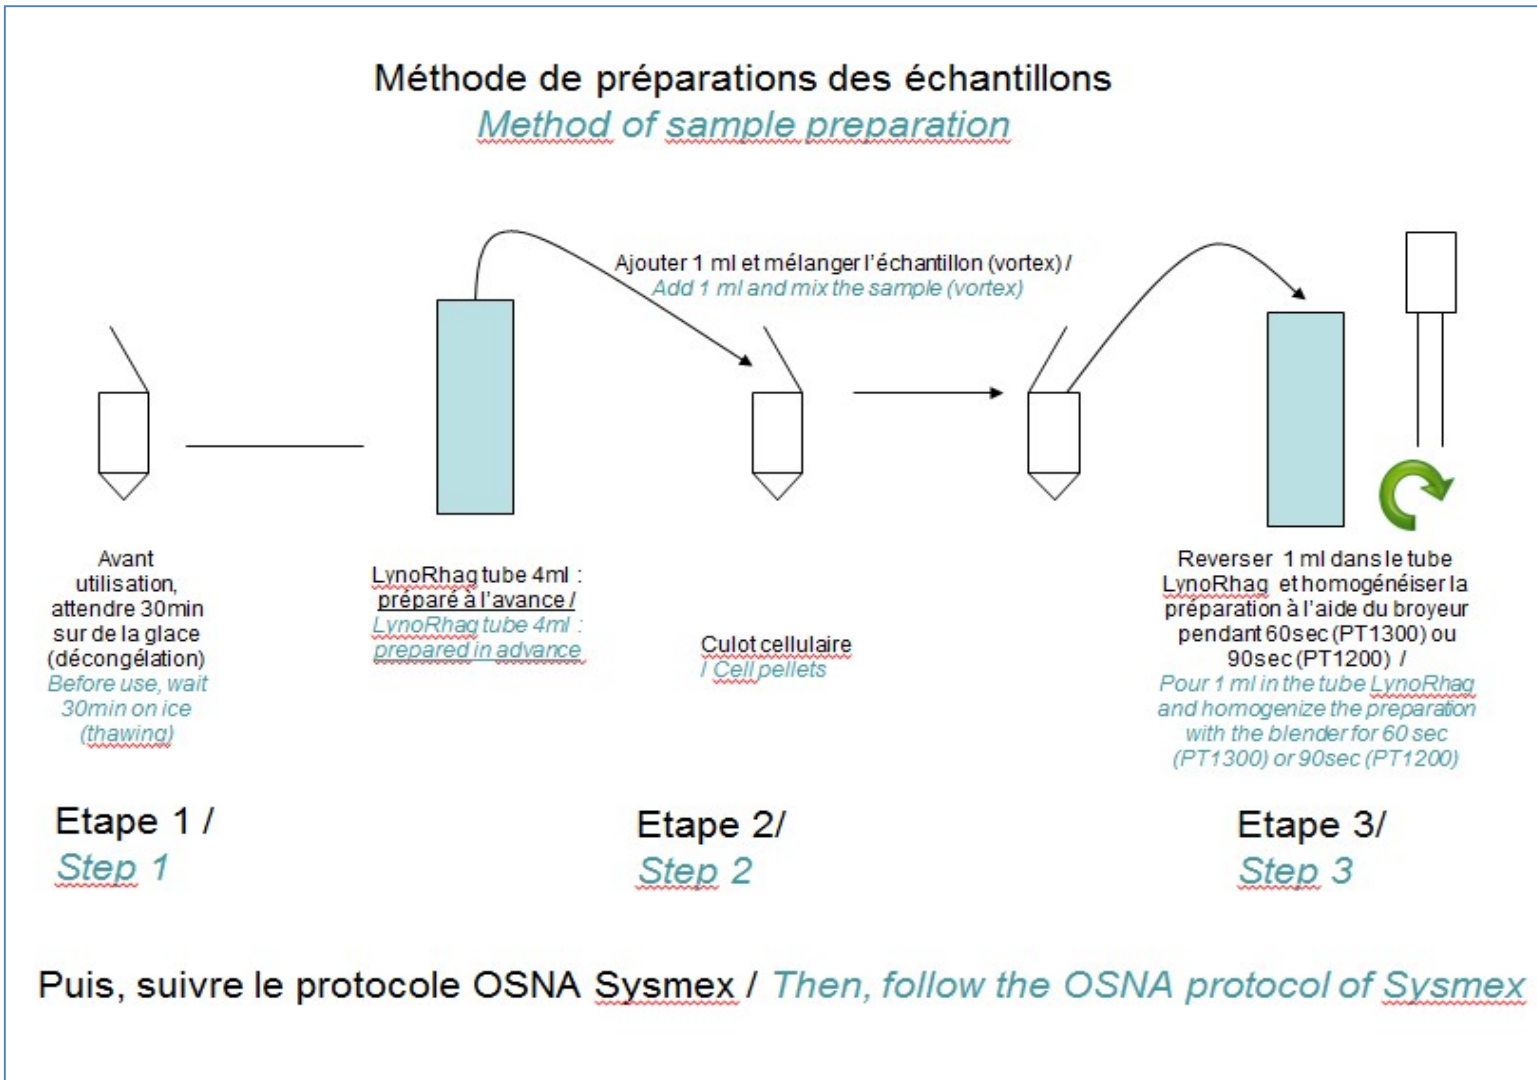 Méthode de préparations des échantillons
Method of sample preparation
Ajouter 1 ml et mélanger l'échantillon (vortex) /
Add 1 ml and mix the sample (vortex)
Avant
utilisation,
attendre 30min
sur de la glace
(décongélation)
Before use, wait
30min on ice
(thawing)
LynoRhag tube 4ml :
préparé à l'avance /
LynoRhag tube 4ml :
prepared in advance
Culot cellulaire
/ Cell pellets
Reverser 1 ml dans le tube
LynoRhag et homogénéiser la
préparation à l'aide du broyeur
pendant 60sec (PT1300) ou
90sec (PT1200) /
Pour 1 ml in the tube LynoRhag
and homogenize the preparation
with the blender for 60 sec
(PT1300) or 90sec (PT1200)
Etape 1 /
Step 1
Etape 2/
Step 2
Etape 3/
Step 3
Puis, suivre le protocole OSNA Sysmex / Then, follow the OSNA protocol of Sysmex